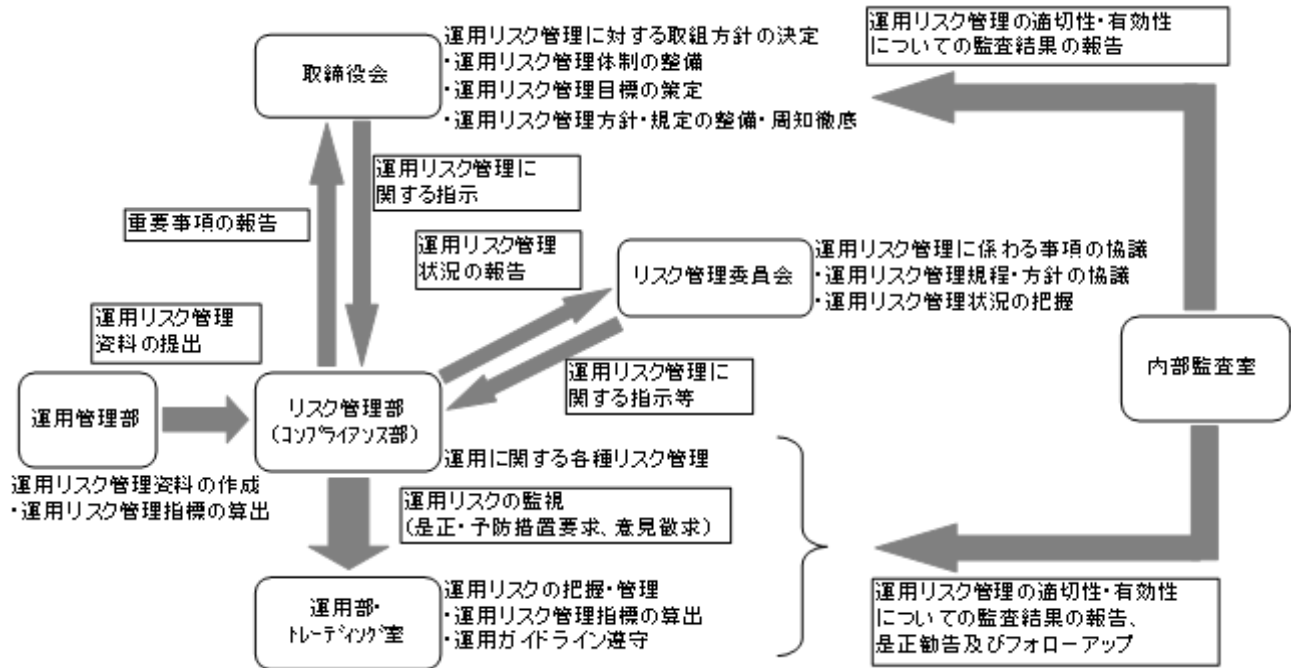 運用リスク管理に対する取組方針の決定
・運用リスク管理体制の整備
・運用リスク管理目標の策定
・運用リスク管理方針・規定の整備・周知徹底
取締役会
運用リスク管理の適切性・有効性
についての監査結果の報告
運用リスク管理に
関する指示
重要事項の報告
運用リスク管理
状況の報告
リスク管理委員会
運用リスク管理に係わる事項の協議
・運用リスク管理規程・方針の協議
・運用リスク管理状況の把握
運用リスク管理
資料の提出
運用リスク管理に
関する指示等
内部監査室
運用管理部
リスク管理部
(コンプライアンス部)
運用に関する各種リスク管理
運用リスク管理資料の作成
・運用リスク管理指標の算出
運用リスクの監視
(是正・予防措置要求、意見徴求)
運用部・
トレーディング室
運用リスクの把握・管理
・運用リスク管理指標の算出
・運用ガイドライン遵守
運用リスク管理の適切性・有効性
についての監査結果の報告、
是正勧告及びフォローアップ